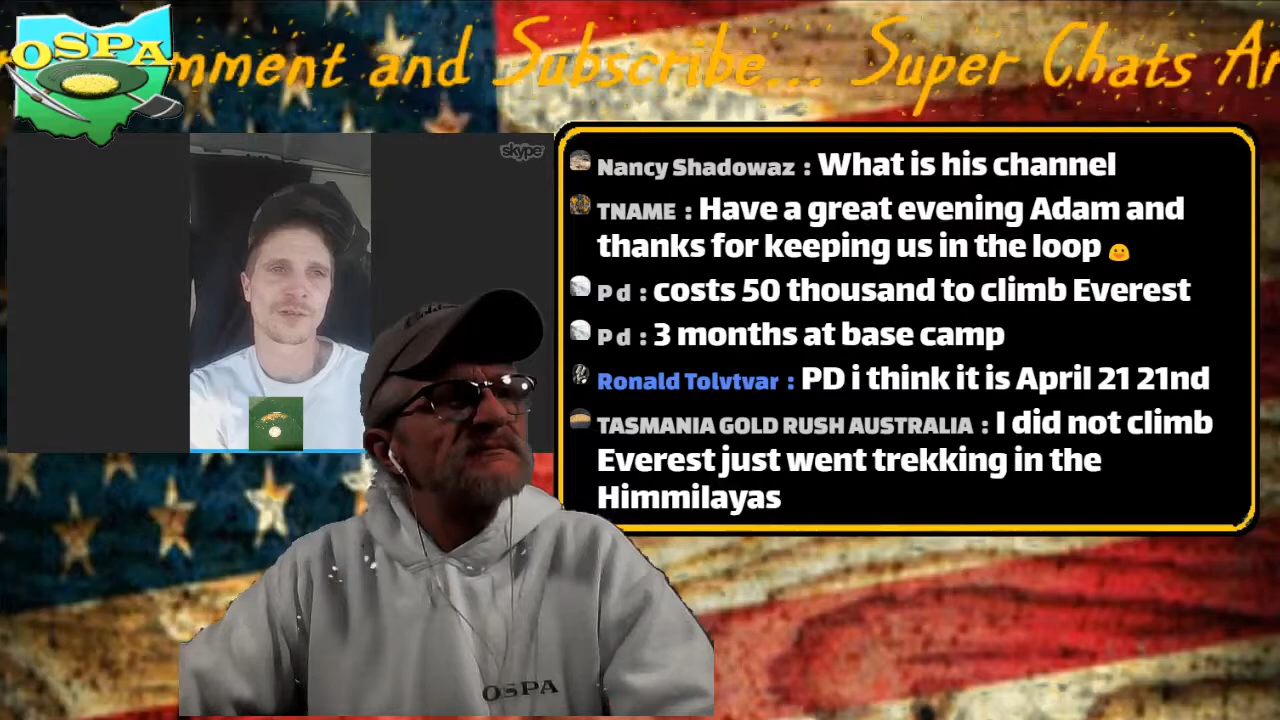 OSPA
mment and Subscribe... Super Chats Ar
skype
Nancy Shadowaz : What is his channel
TNAME : Have a great evening Adam and
thanks for keeping us in the loop
P d : costs 50 thousand to climb Everest
P d : 3 months at base camp
Ronald Tolvtvar : PD i think it is April 21 21nd
TASMANIA GOLD RUSH AUSTRALIA : I did not climb
Everest just went trekking in the
Himmilayas
OSPA